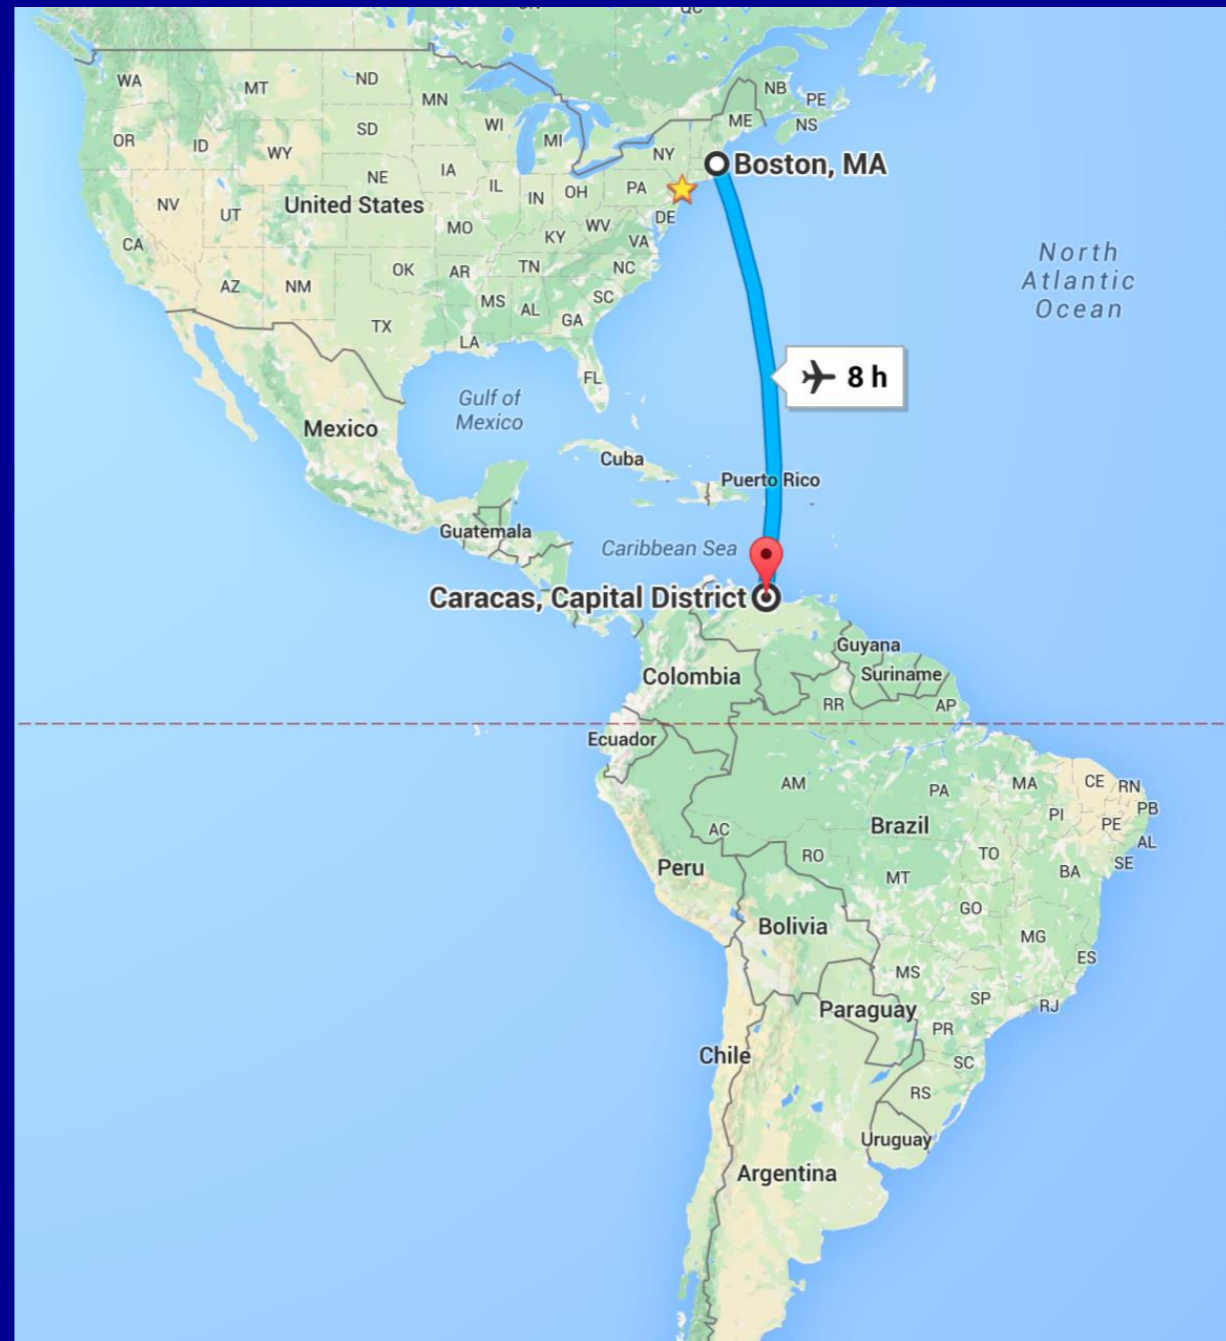 QC
NB
PE
WA
MT
ND
MN
ME
NS
OR
ID
SD
WI
MI
WY
NY
Boston, MA
NE
IA
IL
IN
OH
PA
NV
UT
United States
MO
WV
DE
CA
KY
VA
North
Atlantic
Ocean
AZ
NM
OK
AR
TN
NC
MS
AL
SC
TX
GA
LA
FL
8 h
Gulf of
Mexico
Mexico
Cuba
Puerto Rico
Guatemala
Caribbean Sea
Caracas, Capital District
Guyana
Colombia
Suriname
RR
AP
Ecuador
AM
PA
MA
CE
RN
PI
PB
PE
AC
Brazil
AL
TO
SE
Peru
RO
MT
BA
GO
Bolivia
MG
ES
MS
SP
RJ
Paraguay
PR
Chile
SC
RS
Uruguay
Argentina